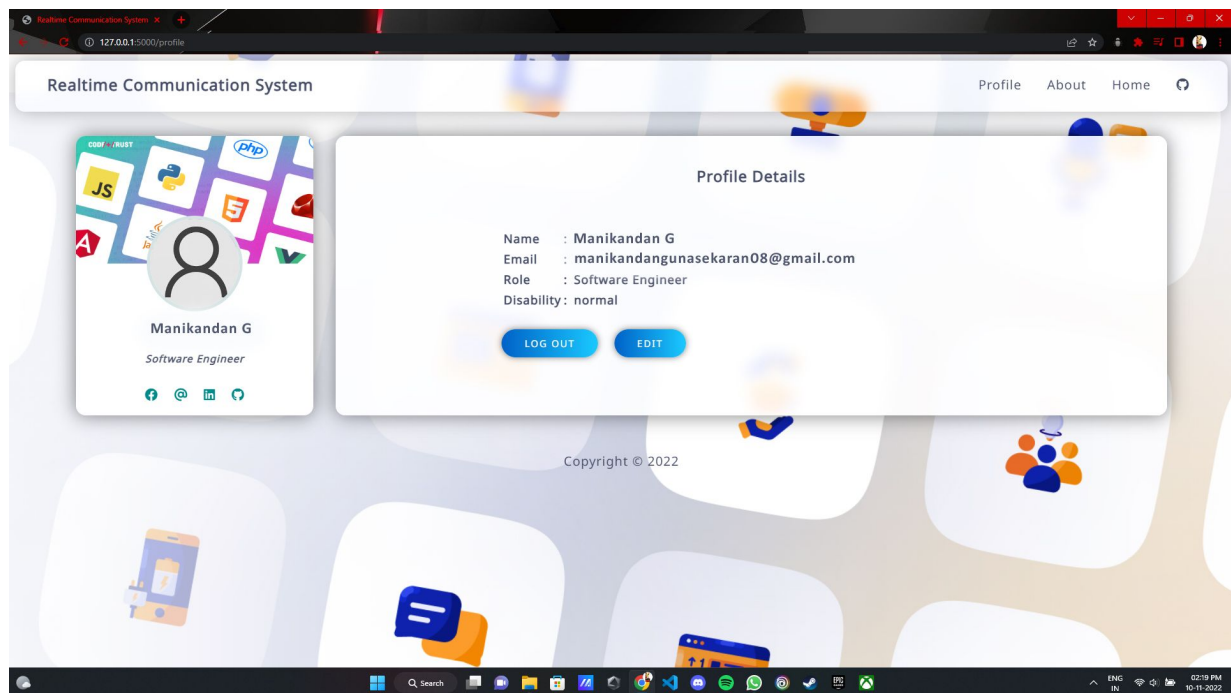 Realtime Communication System
127.0.0.1:5000/profile
Realtime Communication System
Profile About Home
php
JS
Profile Details
Name : Manikandan G
Email : manikandangunasekaran08@gmail.com
Role : Software Engineer
Disability : normal
LOG OUT EDIT
Manikandan G
Software Engineer
Copyright © 2022
Search
EPIC
ENG
IN
02:19 PM
10-11-2022